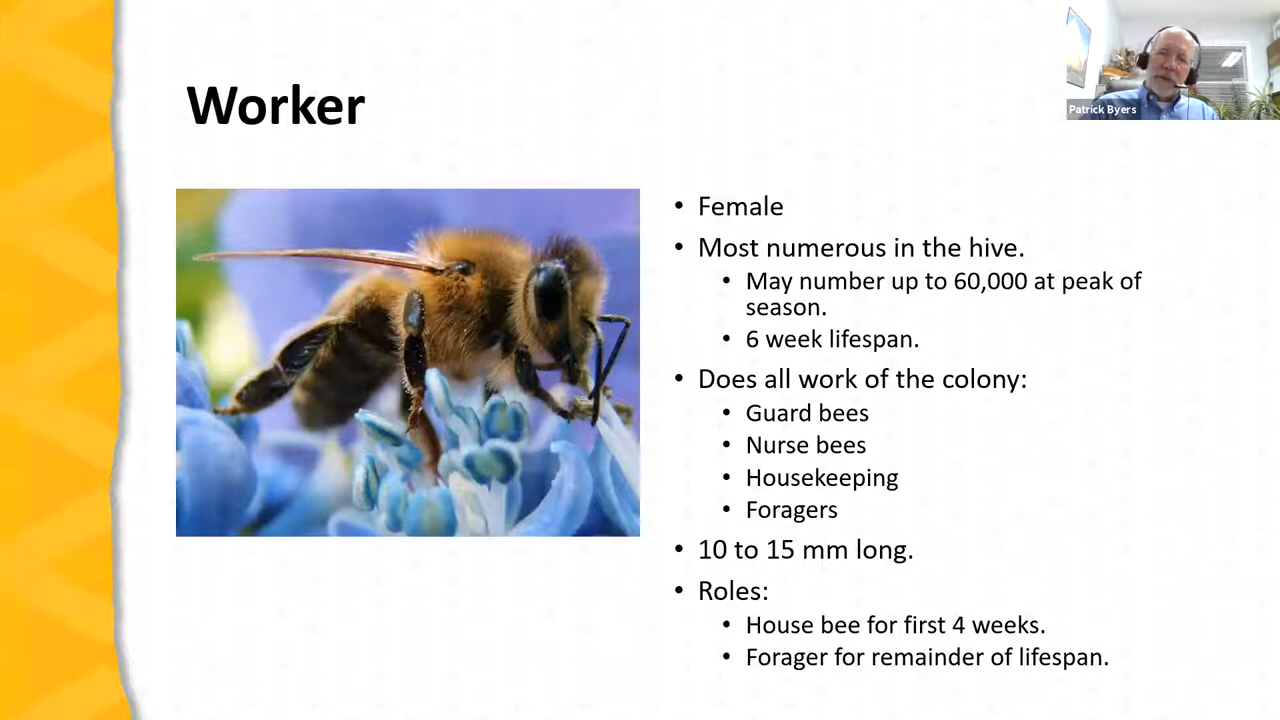 Patrick Byers
Worker
• Female
• Most numerous in the hive.
• May number up to 60,000 at peak of
season.
• 6 week lifespan.
• Does all work of the colony:
• Guard bees
• Nurse bees
• Housekeeping
• Foragers
• 10 to 15 mm long.
• Roles:
• House bee for first 4 weeks.
• Forager for remainder of lifespan.